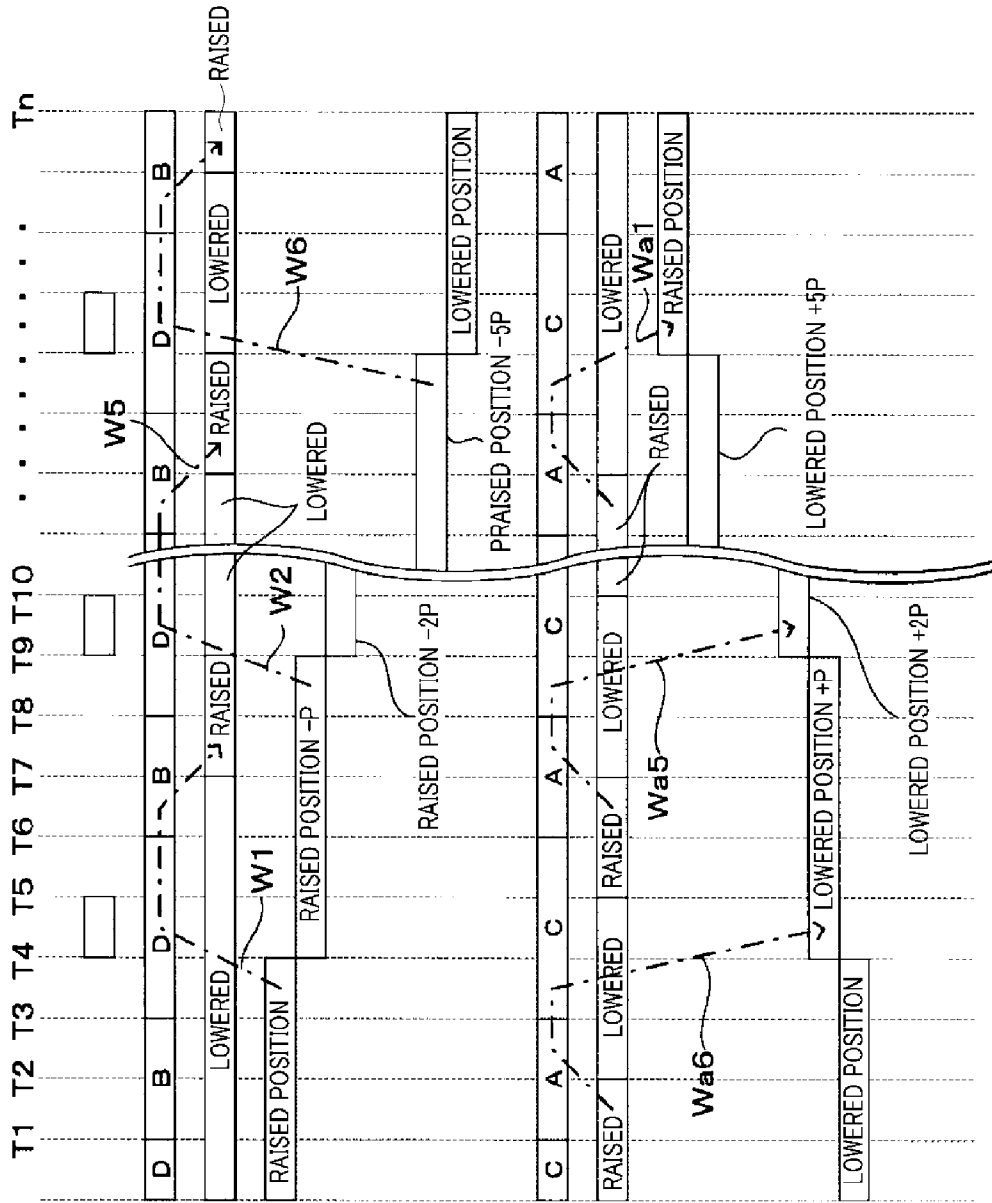 T1 T2 T3 T4 T5 T6 T7 T8 T9 T10 . . . . . . Tn
D B D B D B D B
LOWERED RAISED LOWERED RAISED LOWERED RAISED
W1 W2 W5 W6
RAISED POSITION
RAISED POSITION -P
RAISED POSITION -2P
PRAISED POSITION -5P
LOWERED POSITION
C A C A C A C A
RAISED LOWERED RAISED LOWERED RAISED LOWERED
Wa6 Wa5 Wa1
LOWERED POSITION
LOWERED POSITION +P
LOWERED POSITION +2P
LOWERED POSITION +5P
RAISED POSITION